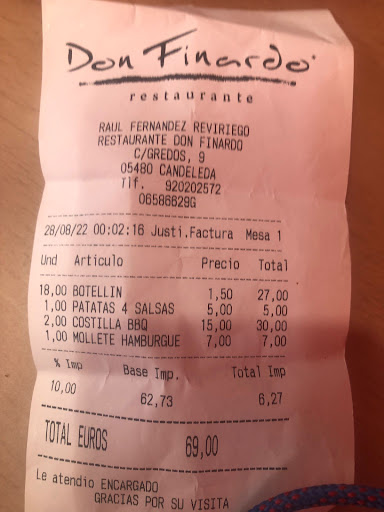 Don Finardo
restaurante
RAUL FERNANDEZ REVIRIEGO
RESTAURANTE DON FINARDO
C/GREDOS, 9
05480 CANDELEDA
Tlf. 920202572
06586629G
28/08/22 00:02:16 Justi.Factura Mesa 1
Und Artículo Precio Total
18,00 BOTELLIN 1,50 27,00
1,00 PATATAS 4 SALSAS 5,00 5,00
2,00 COSTILLA BBQ 15,00 30,00
1,00 MOLLETE HAMBURGUE 7,00 7,00
% Imp Base Imp. Total Imp
10,00 62,73 6,27
TOTAL EUROS 69,00
Le atendio ENCARGADO
GRACIAS POR SU VISITA